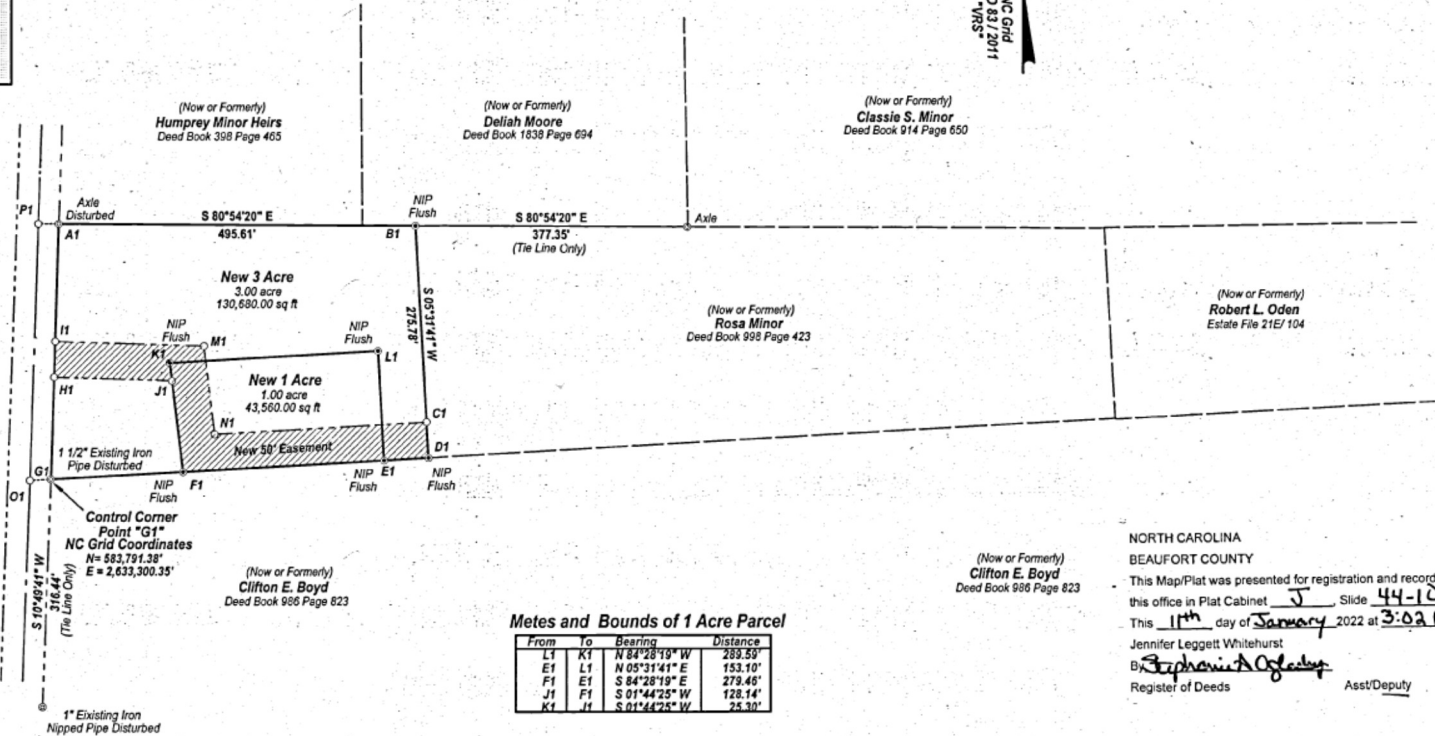 NC Grid
83 / 2011
"VRS"
(Now or Formerly)
Humprey Minor Heirs
Deed Book 398 Page 465
(Now or Formerly)
Deliah Moore
Deed Book 1838 Page 694
(Now or Formerly)
Classie S. Minor
Deed Book 914 Page 650
P1
Axle
Disturbed
A1
S 80°54'20" E
495.61'
NIP
Flush
B1
S 80°54'20" E
377.35'
(Tie Line Only)
Axle
New 3 Acre
3.00 acre
130,680.00 sq ft
S 05°31'41" W
275.78'
(Now or Formerly)
Rosa Minor
Deed Book 998 Page 423
(Now or Formerly)
Robert L. Oden
Estate File 21E/ 104
I1
NIP
Flush
K1
M1
NIP
Flush
L1
H1
J1
New 1 Acre
1.00 acre
43,560.00 sq ft
N1
C1
New 50' Easement
D1
1 1/2" Existing Iron
Pipe Disturbed
G1
O1
NIP
Flush
F1
NIP
Flush
E1
NIP
Flush
Control Corner
Point "G1"
NC Grid Coordinates
N= 583,791.38'
E = 2,633,300.35'
S 10°49'41" W
316.44'
(Tie Line Only)
(Now or Formerly)
Clifton E. Boyd
Deed Book 986 Page 823
(Now or Formerly)
Clifton E. Boyd
Deed Book 986 Page 823
1" Eixisting Iron
Nipped Pipe Disturbed
Metes and Bounds of 1 Acre Parcel
From To Bearing Distance
L1 K1 N 84°28'19" W 289.59'
E1 L1 N 05°31'41" E 153.10'
F1 E1 S 84°28'19" E 279.46'
J1 F1 S 01°44'25" W 128.14'
K1 J1 S 01°44'25" W 25.30'
NORTH CAROLINA
BEAUFORT COUNTY
This Map/Plat was presented for registration and record
this office in Plat Cabinet J Slide 44-10
This 11th day of January 2022 at 3:02
Jennifer Leggett Whitehurst
By Stephanie A
Register of Deeds Asst/Deputy